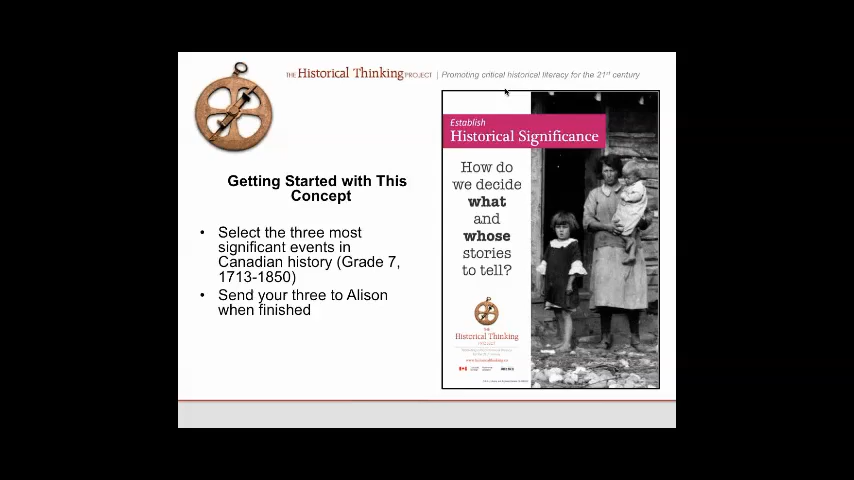 THE Historical Thinking PROJECT | Promoting critical historical literacy for the 21st century
Getting Started with This
Concept
• Select the three most
significant events in
Canadian history (Grade 7,
1713-1850)
• Send your three to Alison
when finished
Establish
Historical Significance
How do
we decide
what
and
whose
stories
to tell?
THE
Historical Thinking
PROJECT